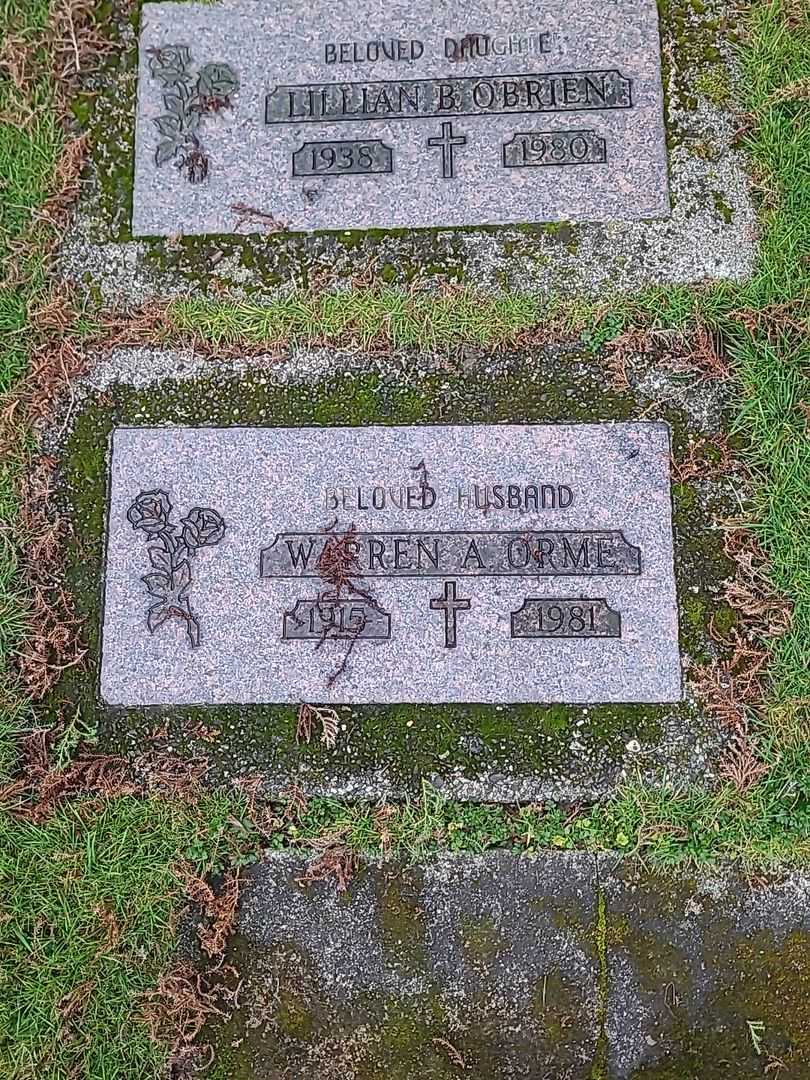 BELOVED DAUGHTER
LILLIAN B. OBRIEN
1938 1980
BELOVED HUSBAND
WARREN A. ORME
1915 1981